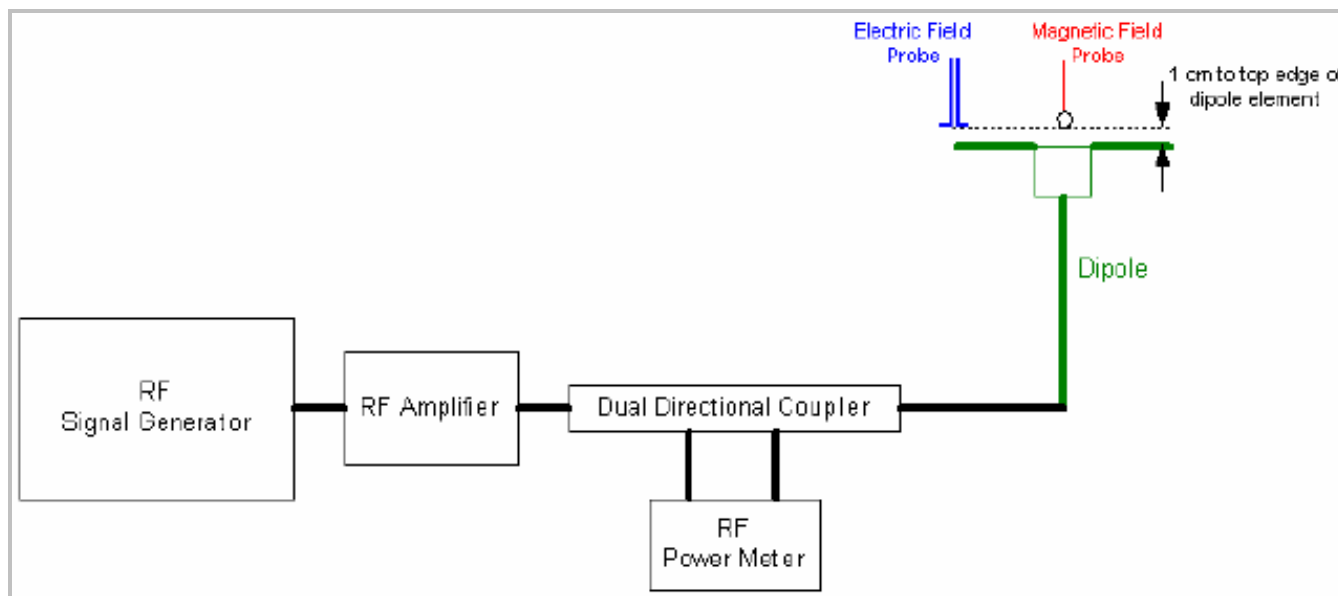 Electric Field
Probe
Magnetic Field
Probe
1 cm to top edge o
dipole element
Dipole
RF
Signal Generator
RF Amplifier
Dual Directional Coupler
RF
Power Meter